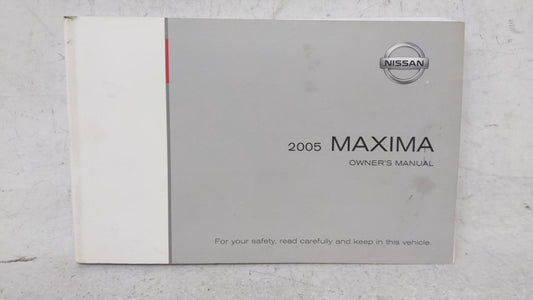 NISSAN
2005 MAXIMA
OWNER'S MANUAL
For your safety, read carefully and keep in this vehicle.